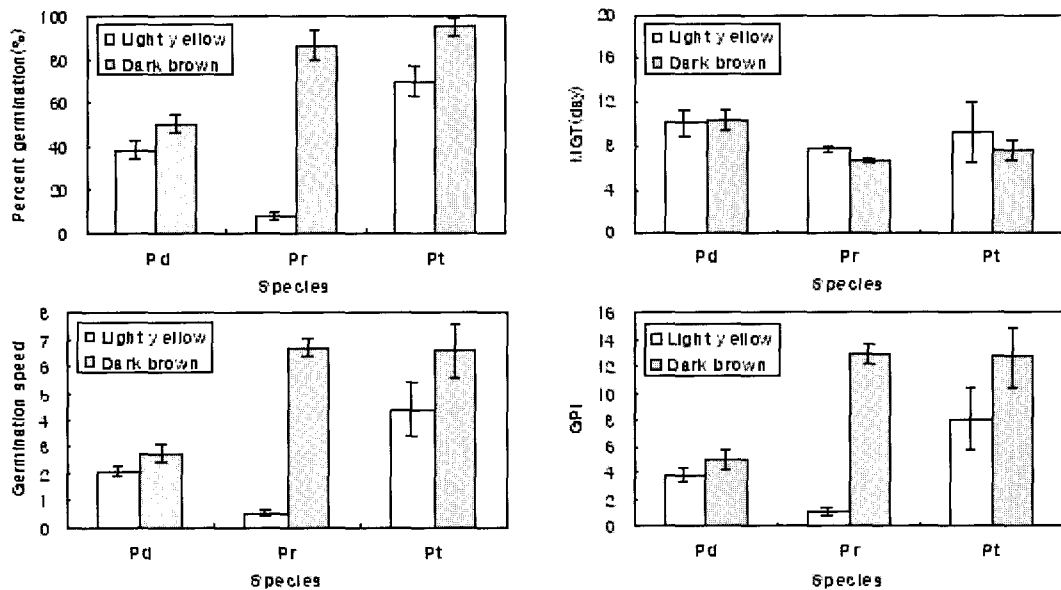 Percent germination(%)
100
80
60
40
20
0
Light yellow
Dark brown
Pd
Pr
Pt
Species
MGT(day)
20
16
12
8
4
0
Light yellow
Dark brown
Pd
Pr
Pt
Species
Germination speed
8
7
6
5
4
3
2
1
0
Light yellow
Dark brown
Pd
Pr
Pt
Species
GPI
16
14
12
10
8
6
4
2
0
Light yellow
Dark brown
Pd
Pr
Pt
Species